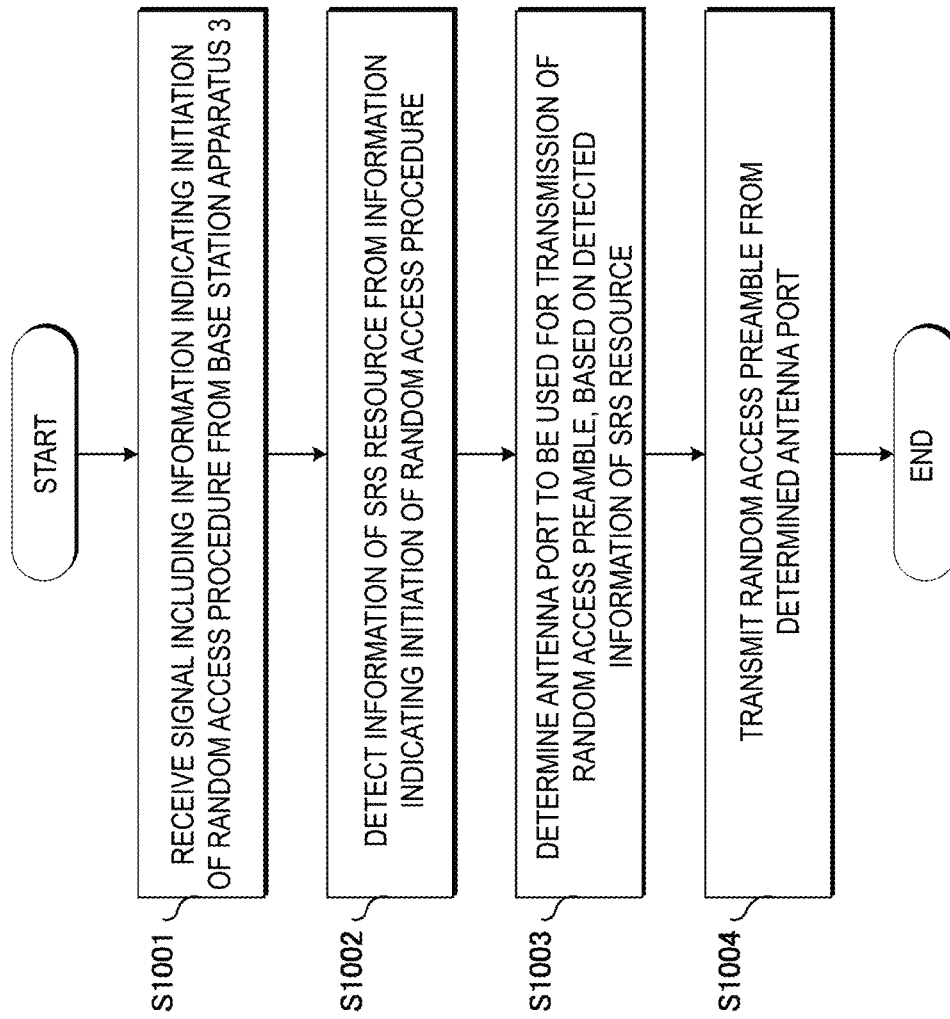 START
S1001
RECEIVE SIGNAL INCLUDING INFORMATION INDICATING INITIATION
OF RANDOM ACCESS PROCEDURE FROM BASE STATION APPARATUS 3
S1002
DETECT INFORMATION OF SRS RESOURCE FROM INFORMATION
INDICATING INITIATION OF RANDOM ACCESS PROCEDURE
S1003
DETERMINE ANTENNA PORT TO BE USED FOR TRANSMISSION OF
RANDOM ACCESS PREAMBLE, BASED ON DETECTED
INFORMATION OF SRS RESOURCE
S1004
TRANSMIT RANDOM ACCESS PREAMBLE FROM
DETERMINED ANTENNA PORT
END